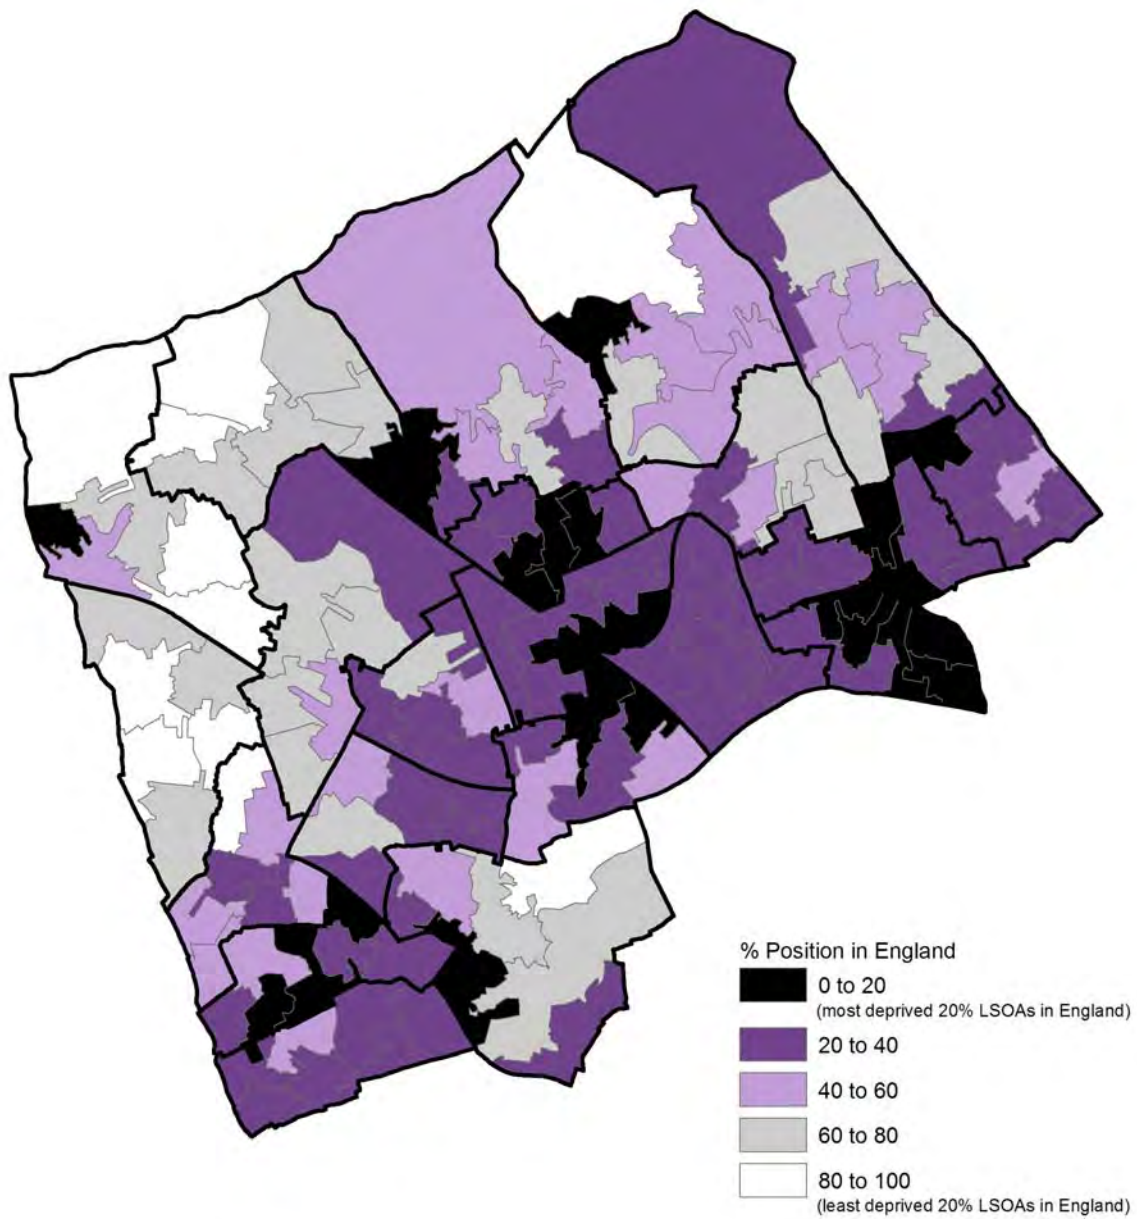 % Position in England
0 to 20
(most deprived 20% LSOAs in England)
20 to 40
40 to 60
60 to 80
80 to 100
(least deprived 20% LSOAs in England)